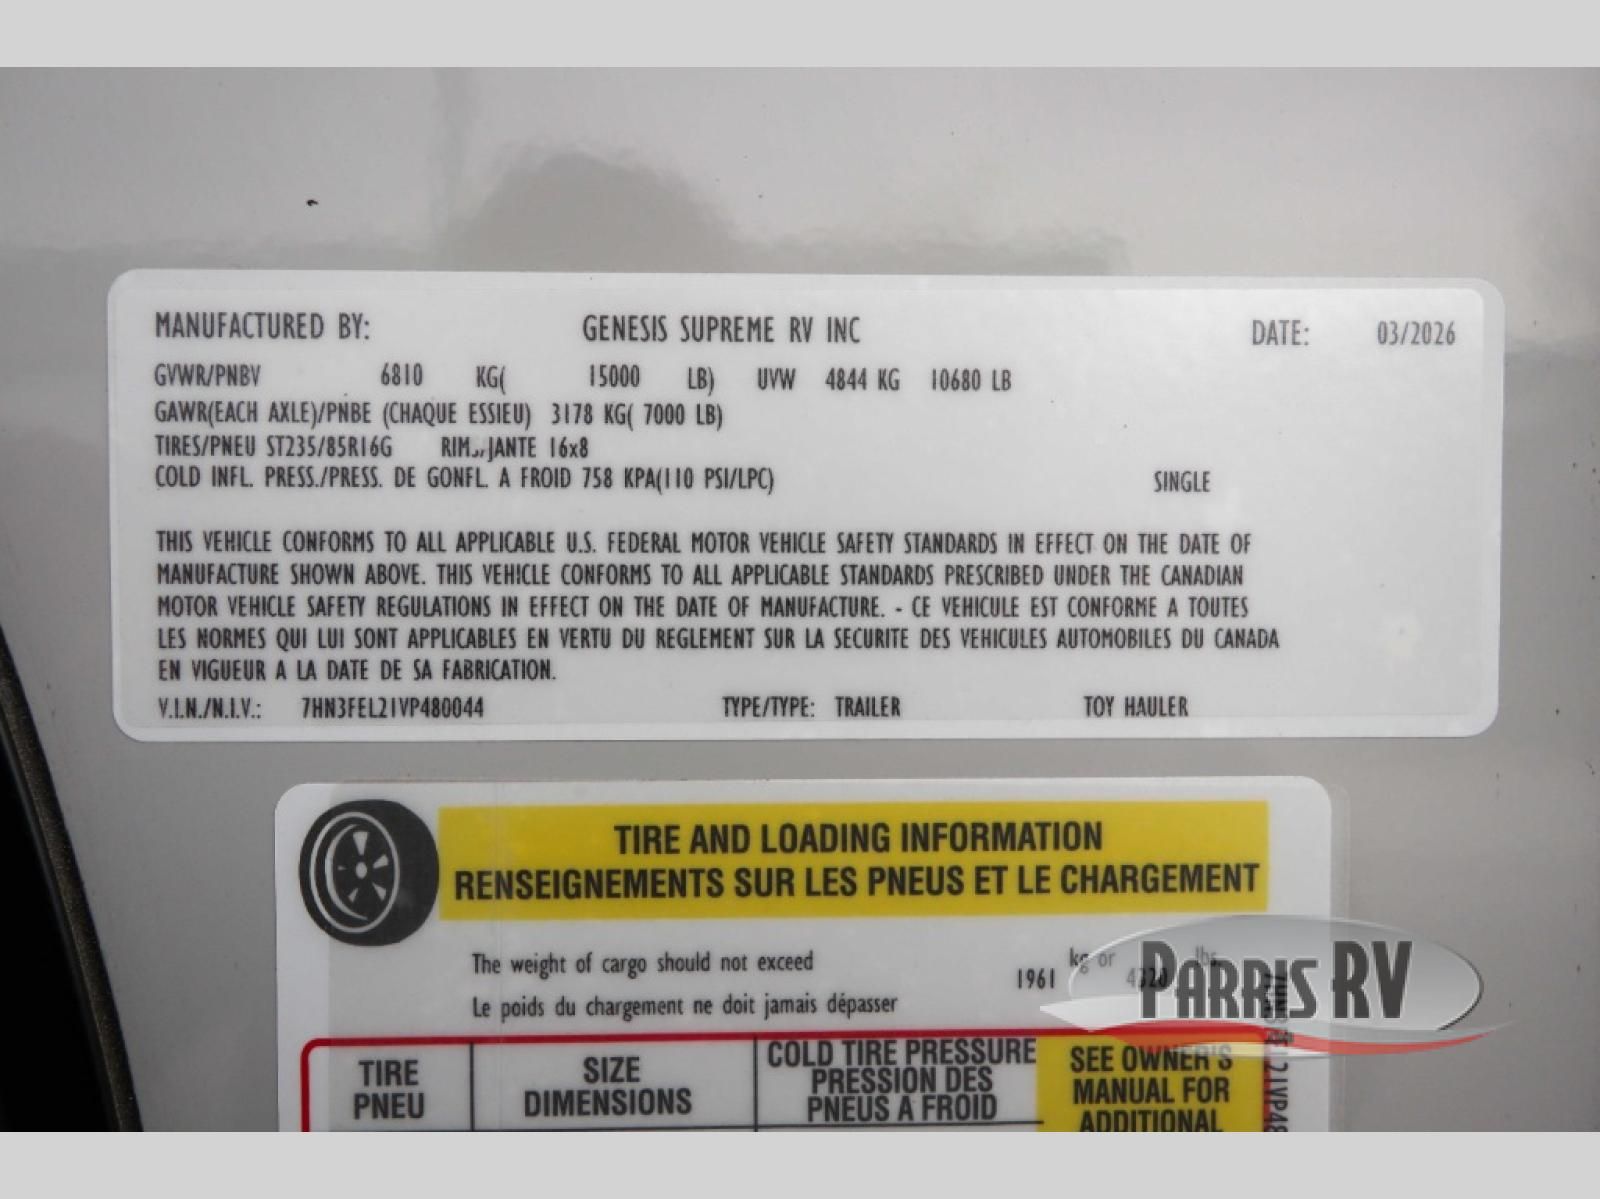 MANUFACTURED BY: GENESIS SUPREME RV INC DATE: 03/2026
GVWR/PNBV 6810 KG( 15000 LB) UVW 4844 KG 10680 LB
GAWR(EACH AXLE)/PNBE (CHAQUE ESSIEU) 3178 KG( 7000 LB)
TIRES/PNEU ST235/85R16G RIM./JANTE 16x8
COLD INFL. PRESS./PRESS. DE GONFL. A FROID 758 KPA(110 PSI/LPC) SINGLE
THIS VEHICLE CONFORMS TO ALL APPLICABLE U.S. FEDERAL MOTOR VEHICLE SAFETY STANDARDS IN EFFECT ON THE DATE OF
MANUFACTURE SHOWN ABOVE. THIS VEHICLE CONFORMS TO ALL APPLICABLE STANDARDS PRESCRIBED UNDER THE CANADIAN
MOTOR VEHICLE SAFETY REGULATIONS IN EFFECT ON THE DATE OF MANUFACTURE. - CE VEHICULE EST CONFORME A TOUTES
LES NORMES QUI LUI SONT APPLICABLES EN VERTU DU REGLEMENT SUR LA SECURITE DES VEHICULES AUTOMOBILES DU CANADA
EN VIGUEUR A LA DATE DE SA FABRICATION.
V.I.N./N.I.V.: 7HN3FEL21VP480044 TYPE/TYPE: TRAILER TOY HAULER
TIRE AND LOADING INFORMATION
RENSEIGNEMENTS SUR LES PNEUS ET LE CHARGEMENT
The weight of cargo should not exceed
Le poids du chargement ne doit jamais dépasser
1961 kg or 4320 lbs.
PARRIS RV
TIRE
PNEU
SIZE
DIMENSIONS
COLD TIRE PRESSURE
PRESSION DES
PNEUS A FROID
SEE OWNER'S
MANUAL FOR
ADDITIONAL